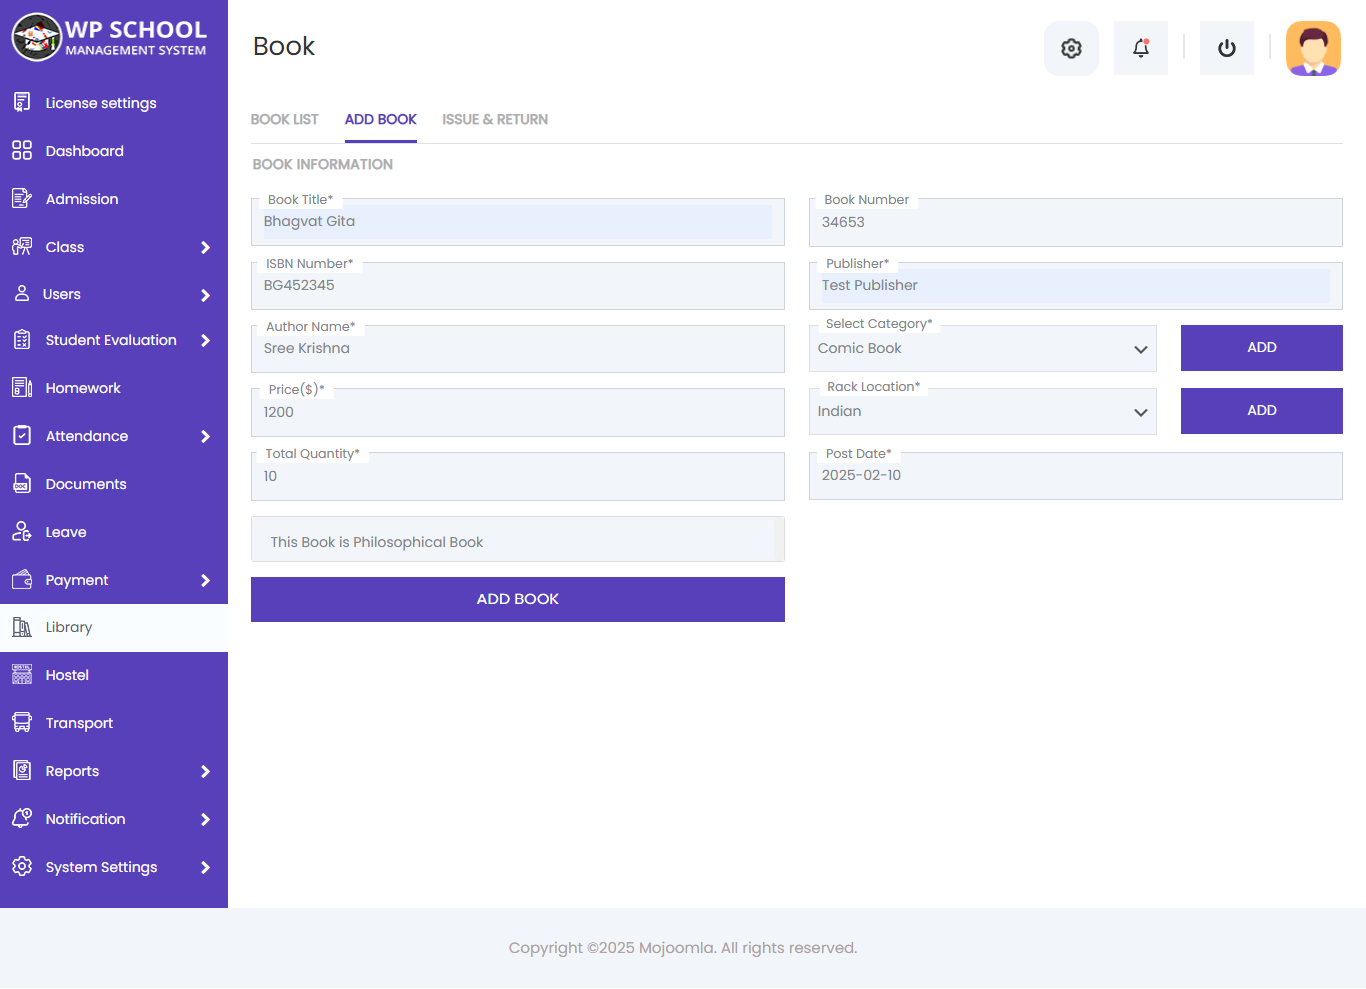 WP SCHOOL
MANAGEMENT SYSTEM
License settings
Dashboard
Admission
Class
Users
Student Evaluation
Homework
Attendance
Documents
Leave
Payment
Library
Hostel
Transport
Reports
Notification
System Settings
Book
BOOK LIST ADD BOOK ISSUE & RETURN
BOOK INFORMATION
Book Title*
Bhagvat Gita
Book Number
34653
ISBN Number*
BG452345
Publisher*
Test Publisher
Author Name*
Sree Krishna
Select Category*
Comic Book
ADD
Price($)*
1200
Rack Location*
Indian
ADD
Total Quantity*
10
Post Date*
2025-02-10
This Book is Philosophical Book
ADD BOOK
Copyright ©2025 Mojoomla. All rights reserved.